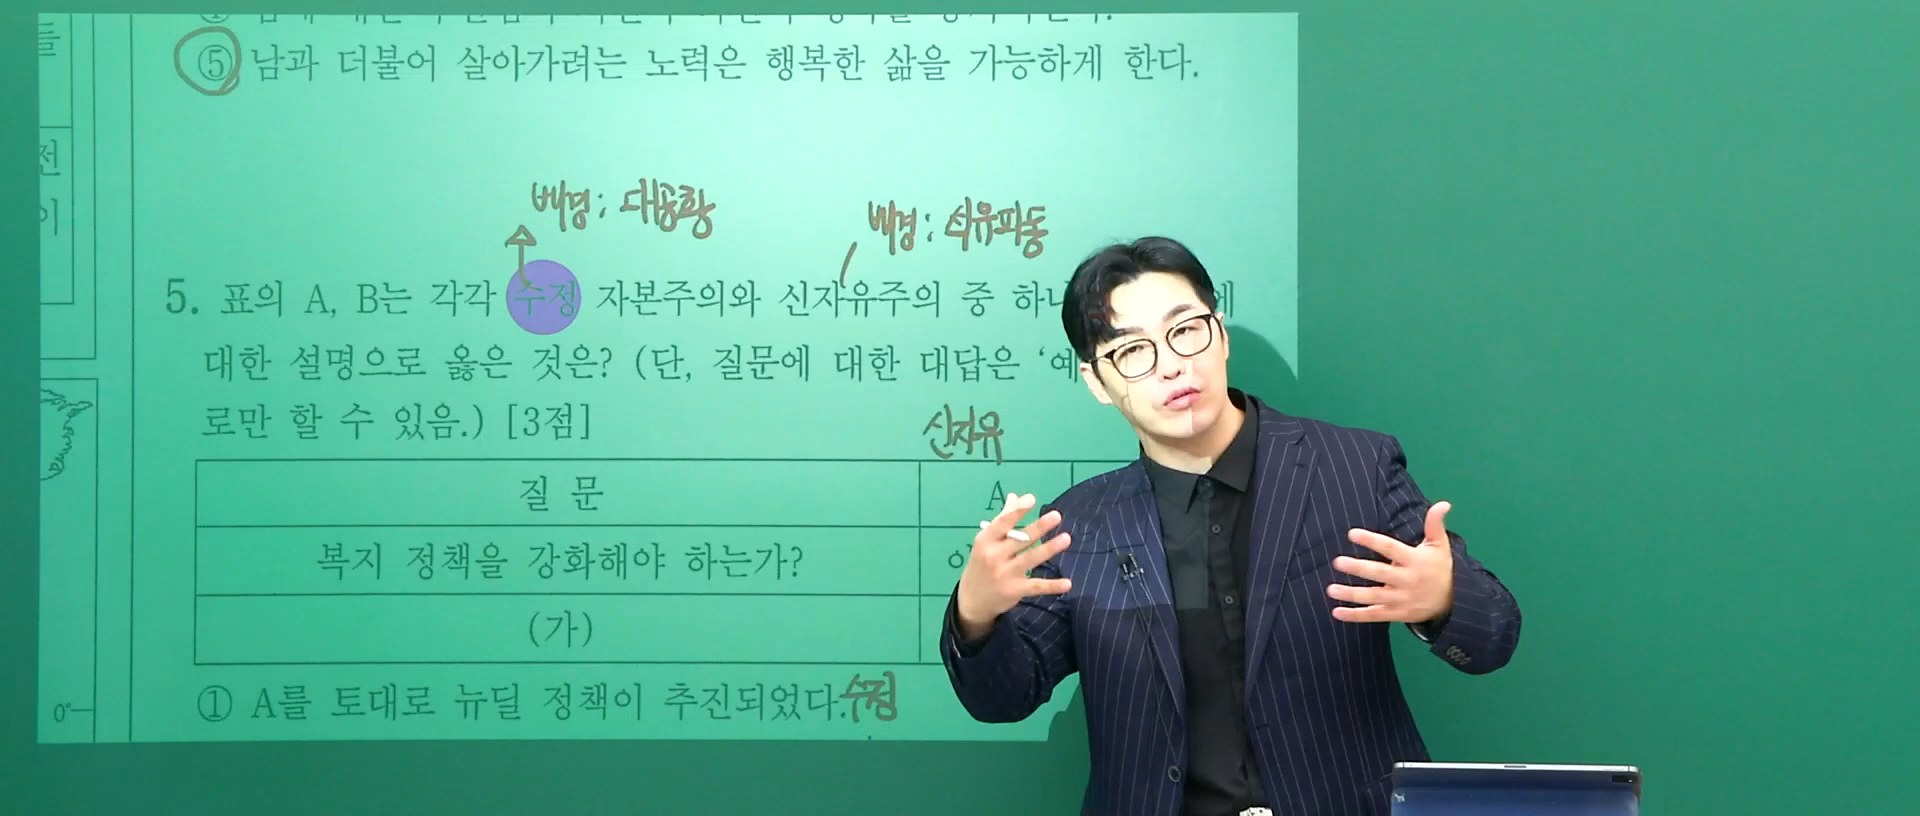 ⑤ 남과 더불어 살아가려는 노력은 행복한 삶을 가능하게 한다.
전
이
배경: 대공황
배경: 석유파동
5. 표의 A, B는 각각 수정 자본주의와 신자유주의 중 하나 에
대한 설명으로 옳은 것은? (단, 질문에 대한 대답은 ‘예
로만 할 수 있음.) [3점]
신자유
질 문 A
복지 정책을 강화해야 하는가? 아
(가)
① A를 토대로 뉴딜 정책이 추진되었다. 수정
0°